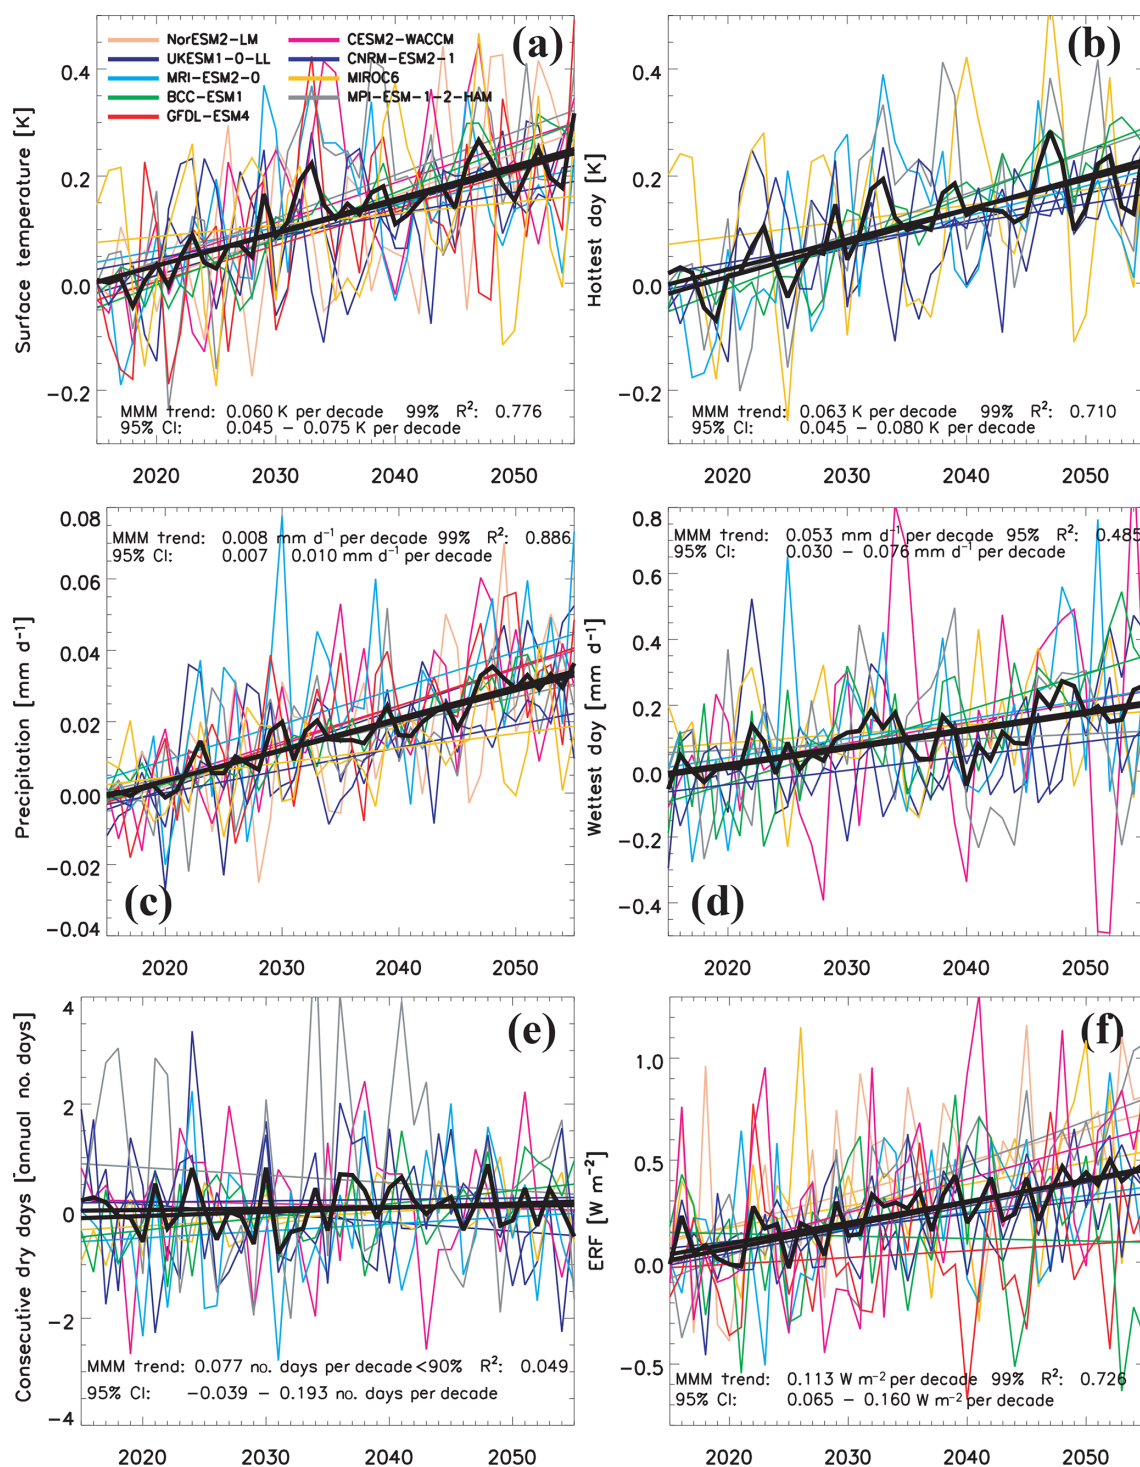 (a)
NorESM2-LM CESM2-WACCM
UKESM1-0-LL CNRM-ESM2-1
MRI-ESM2-0 MIROC6
BCC-ESM1 MPI-ESM-1-2-HAM
GFDL-ESM4
Surface temperature [K]
0.4
0.2
0.0
-0.2
MMM trend: 0.060 K per decade 99% R²: 0.776
95% CI: 0.045 - 0.075 K per decade
2020 2030 2040 2050
(b)
Hottest day [K]
0.4
0.2
0.0
-0.2
MMM trend: 0.063 K per decade 99% R²: 0.710
95% CI: 0.045 - 0.080 K per decade
2020 2030 2040 2050
Precipitation [mm d⁻¹]
0.08
MMM trend: 0.008 mm d⁻¹ per decade 99% R²: 0.886
95% CI: 0.007 - 0.010 mm d⁻¹ per decade
0.06
0.04
0.02
0.00
-0.02
-0.04
(c)
2020 2030 2040 2050
Wettest day [mm d⁻¹]
0.8
MMM trend: 0.053 mm d⁻¹ per decade 95% R²: 0.485
95% CI: 0.030 - 0.076 mm d⁻¹ per decade
0.6
0.4
0.2
0.0
-0.2
-0.4
(d)
2020 2030 2040 2050
Consecutive dry days [annual no. days]
(e)
4
2
0
-2
-4
MMM trend: 0.077 no. days per decade <90% R²: 0.049
95% CI: -0.039 - 0.193 no. days per decade
2020 2030 2040 2050
ERF [W m⁻²]
(f)
1.0
0.5
0.0
-0.5
MMM trend: 0.113 W m⁻² per decade 99% R²: 0.726
95% CI: 0.065 - 0.160 W m⁻² per decade
2020 2030 2040 2050